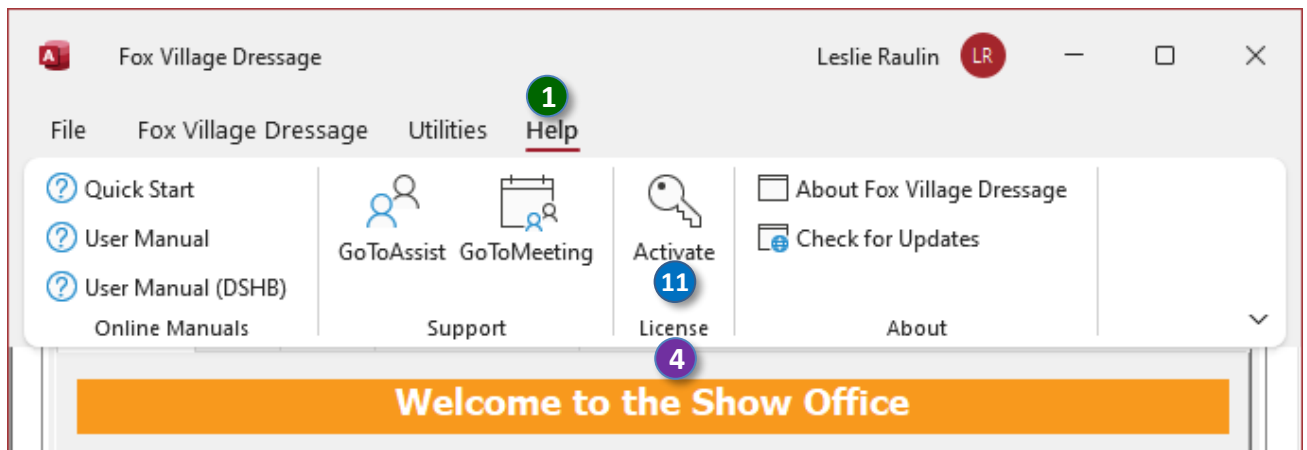 A Fox Village Dressage Leslie Raulin LR
1
File Fox Village Dressage Utilities Help
Quick Start
User Manual
User Manual (DSHB)
Online Manuals
GoToAssist GoToMeeting
Support
Activate
11
License
4
About Fox Village Dressage
Check for Updates
About
Welcome to the Show Office